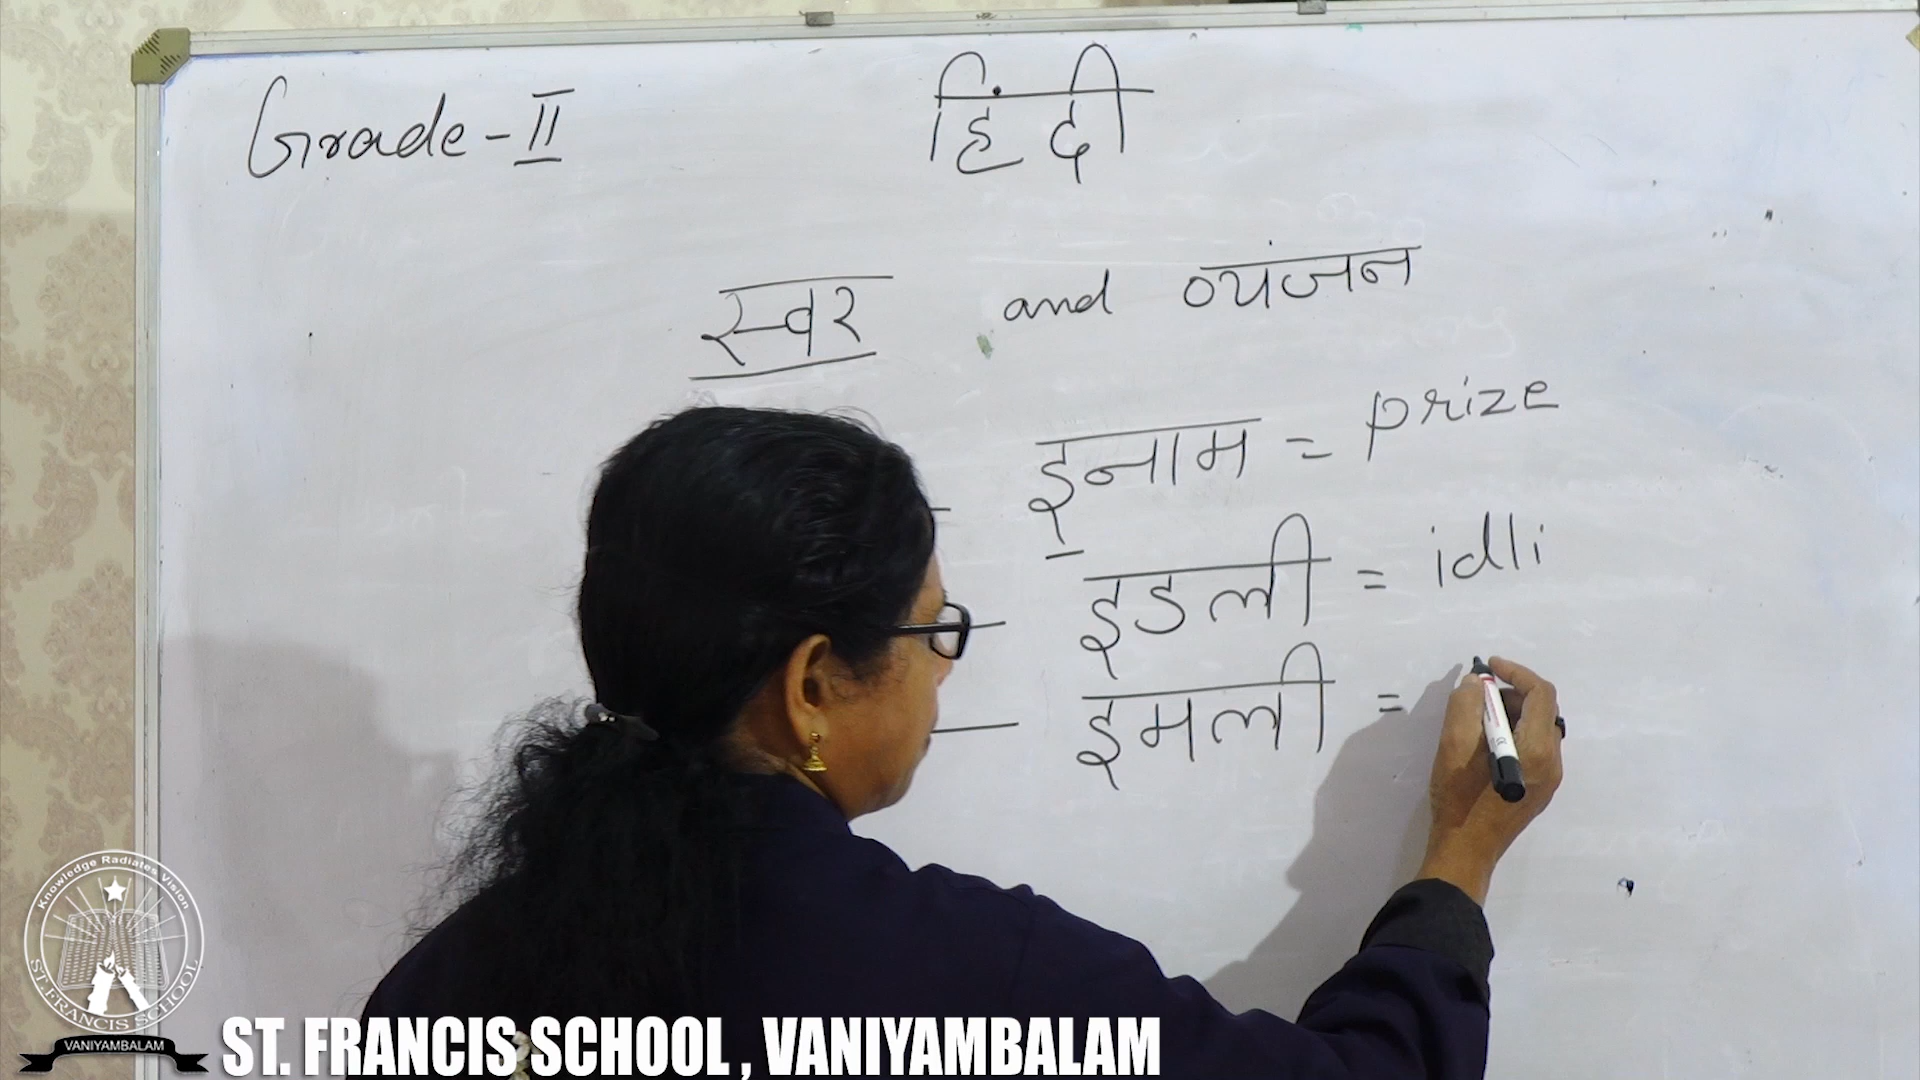 Grade - II
हिंदी
स्वर and व्यंजन
इनाम = prize
इडली = idli
इमली =
Knowledge Radiates Vision
ST. FRANCIS SCHOOL
VANIYAMBALAM
ST. FRANCIS SCHOOL , VANIYAMBALAM